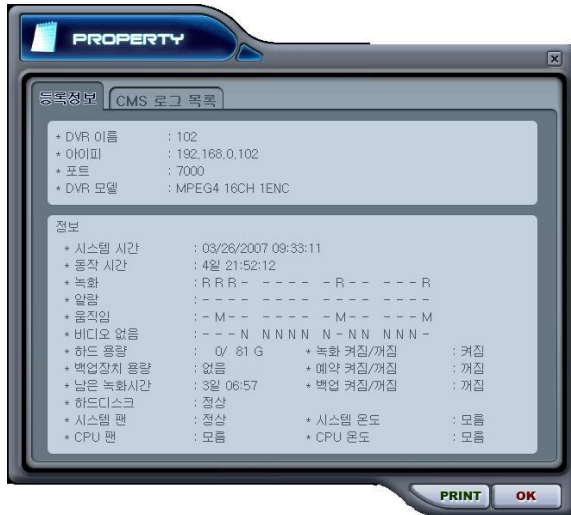 PROPERTY
등록정보 CMS 로그 목록
* DVR 이름 : 102
* 아이피 : 192,168,0,102
* 포트 : 7000
* DVR 모델 : MPEG4 16CH 1ENC
정보
* 시스템 시간 : 03/26/2007 09:33:11
* 동작 시간 : 4일 21:52:12
* 녹화 : R R R - - - - - - R - - - - - R
* 알람 : - - - - - - - - - - - - - - - -
* 움직임 : - M - - - - - - - M - - - - M -
* 비디오 없음 : - - - N N N N N N - N N N N N -
* 하드 용량 : 0/ 81 G * 녹화 켜짐/꺼짐 : 켜짐
* 백업장치 용량 : 없음 * 예약 켜짐/꺼짐 : 꺼짐
* 남은 녹화시간 : 3일 06:57 * 백업 켜짐/꺼짐 : 꺼짐
* 하드디스크 : 정상
* 시스템 팬 : 정상 * 시스템 온도 : 모름
* CPU 팬 : 모름 * CPU 온도 : 모름
PRINT OK